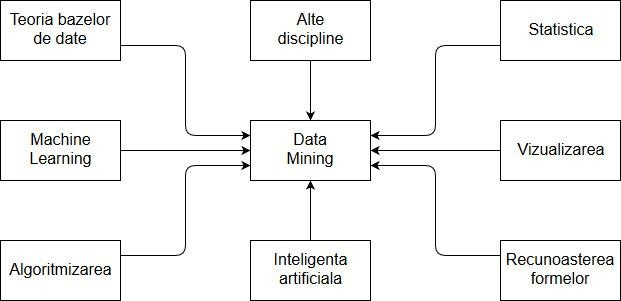 Teoria bazelor
de date
Alte
discipline
Statistica
Machine
Learning
Data
Mining
Vizualizarea
Algoritmizarea
Inteligenta
artificiala
Recunoasterea
formelor